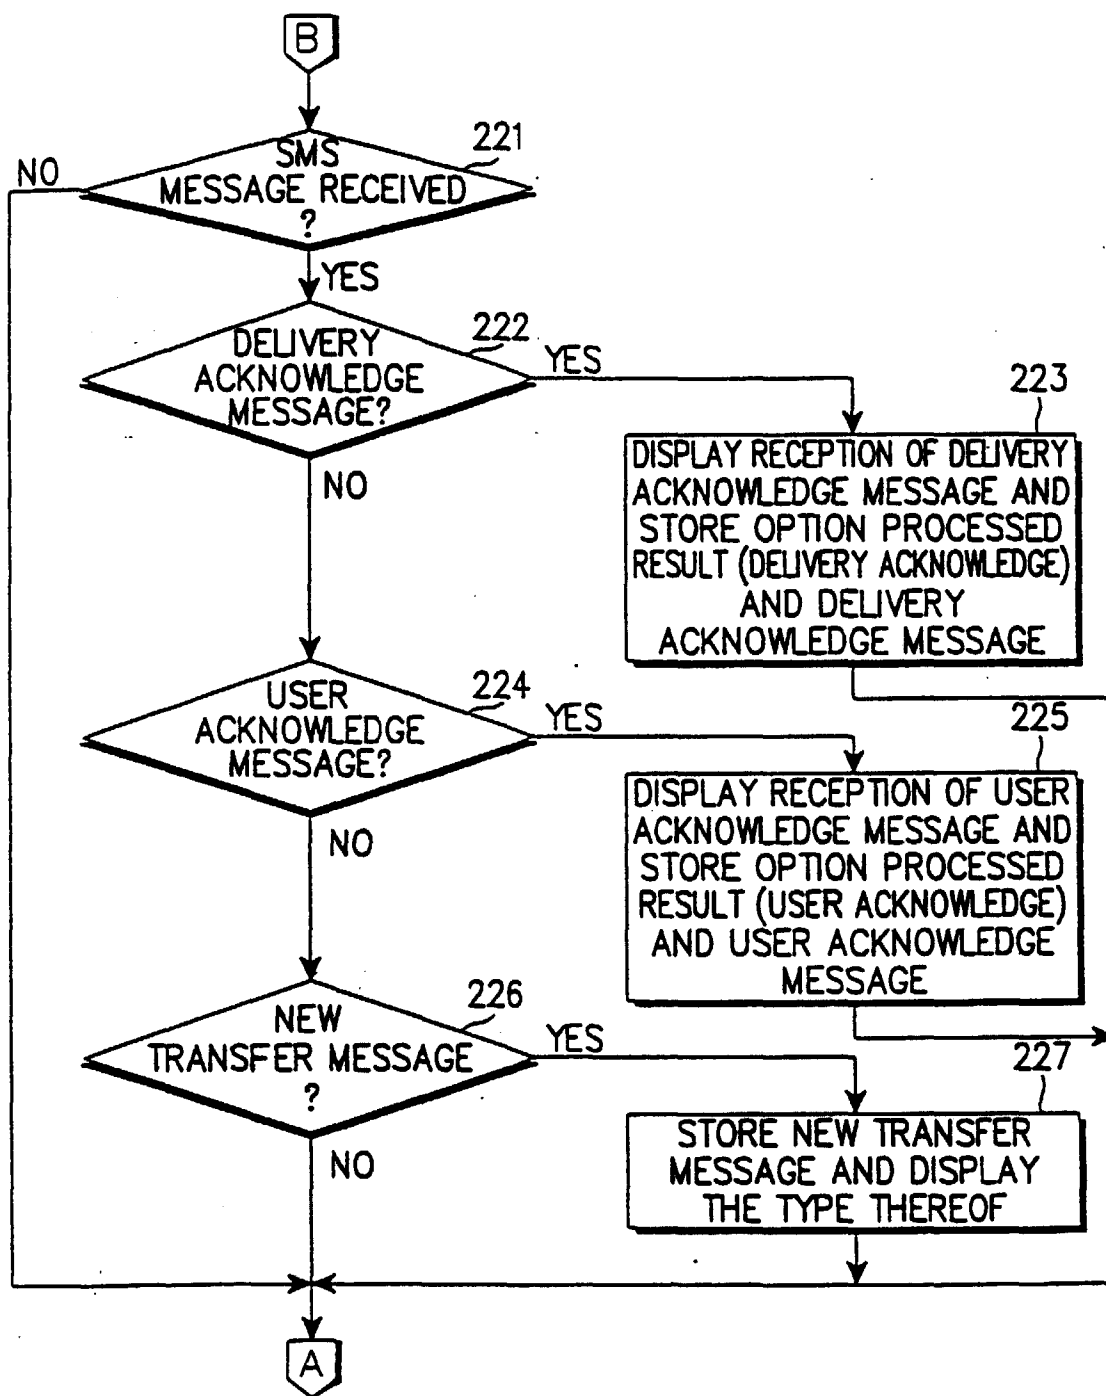 B
221
SMS
MESSAGE RECEIVED
?
NO
YES
222
DELIVERY
ACKNOWLEDGE
MESSAGE?
YES
NO
223
DISPLAY RECEPTION OF DELIVERY
ACKNOWLEDGE MESSAGE AND
STORE OPTION PROCESSED
RESULT (DELIVERY ACKNOWLEDGE)
AND DELIVERY
ACKNOWLEDGE MESSAGE
224
USER
ACKNOWLEDGE
MESSAGE?
YES
NO
225
DISPLAY RECEPTION OF USER
ACKNOWLEDGE MESSAGE AND
STORE OPTION PROCESSED
RESULT (USER ACKNOWLEDGE)
AND USER ACKNOWLEDGE
MESSAGE
226
NEW
TRANSFER MESSAGE
?
YES
NO
227
STORE NEW TRANSFER
MESSAGE AND DISPLAY
THE TYPE THEREOF
A